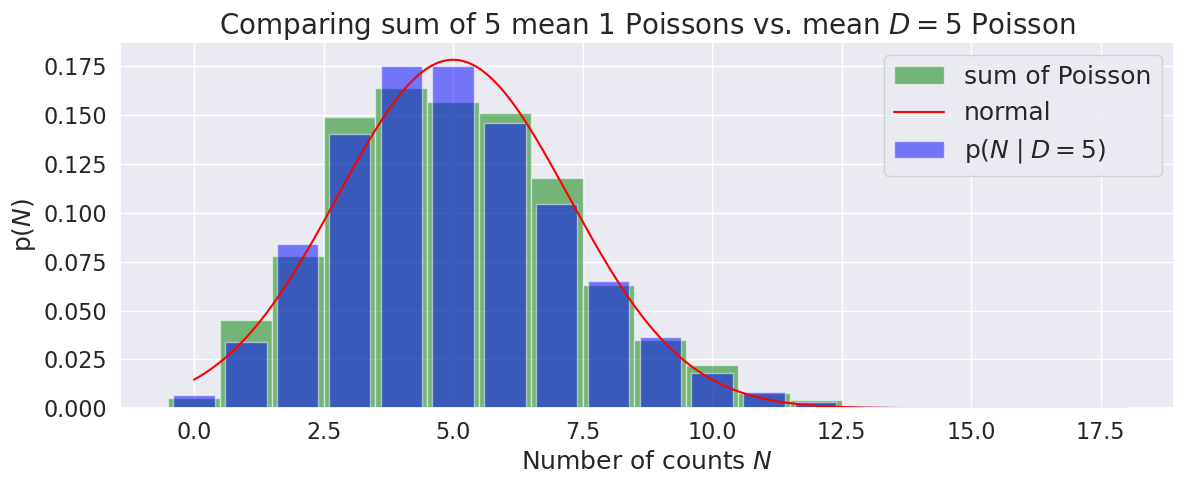 Comparing sum of 5 mean 1 Poissons vs. mean D = 5 Poisson
sum of Poisson
normal
p(N | D = 5)
0.175
0.150
0.125
0.100
0.075
0.050
0.025
0.000
p(N)
0.0 2.5 5.0 7.5 10.0 12.5 15.0 17.5
Number of counts N